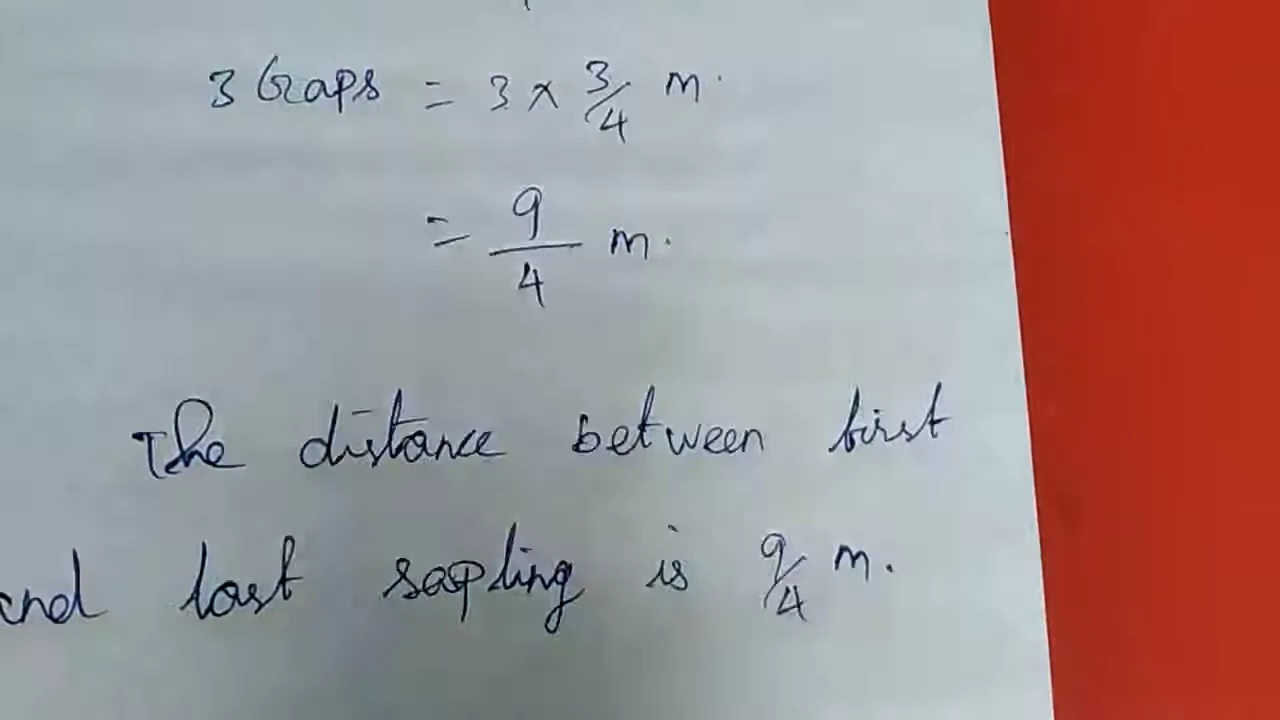 3 Gaps = 3 × 3/4 m.
= 9/4 m.
The distance between first
and last sapling is 9/4 m.